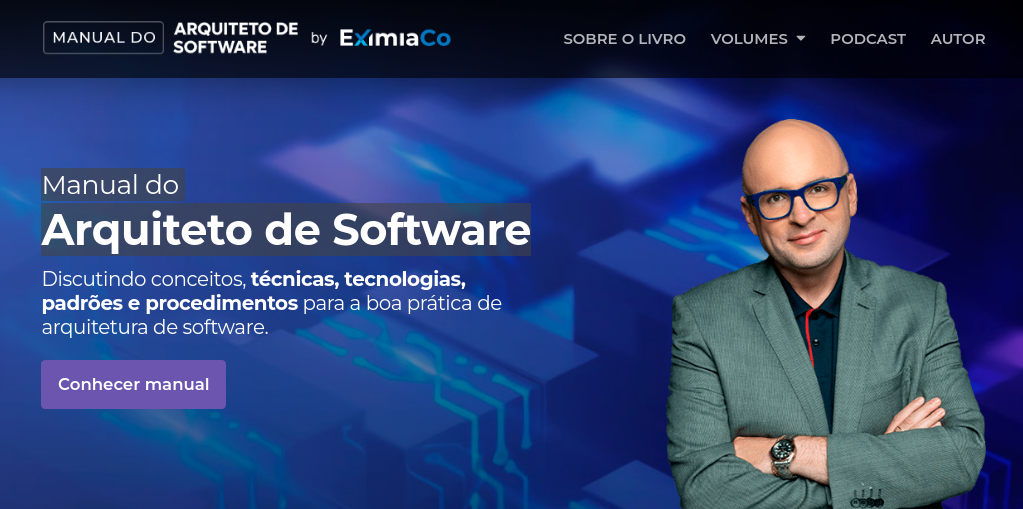 MANUAL DO
ARQUITETO DE
SOFTWARE
by EXIMIACo
SOBRE O LIVRO
VOLUMES
PODCAST
AUTOR
Manual do
Arquiteto de Software
Discutindo conceitos, técnicas, tecnologias,
padrões e procedimentos para a boa prática de
arquitetura de software.
Conhecer manual